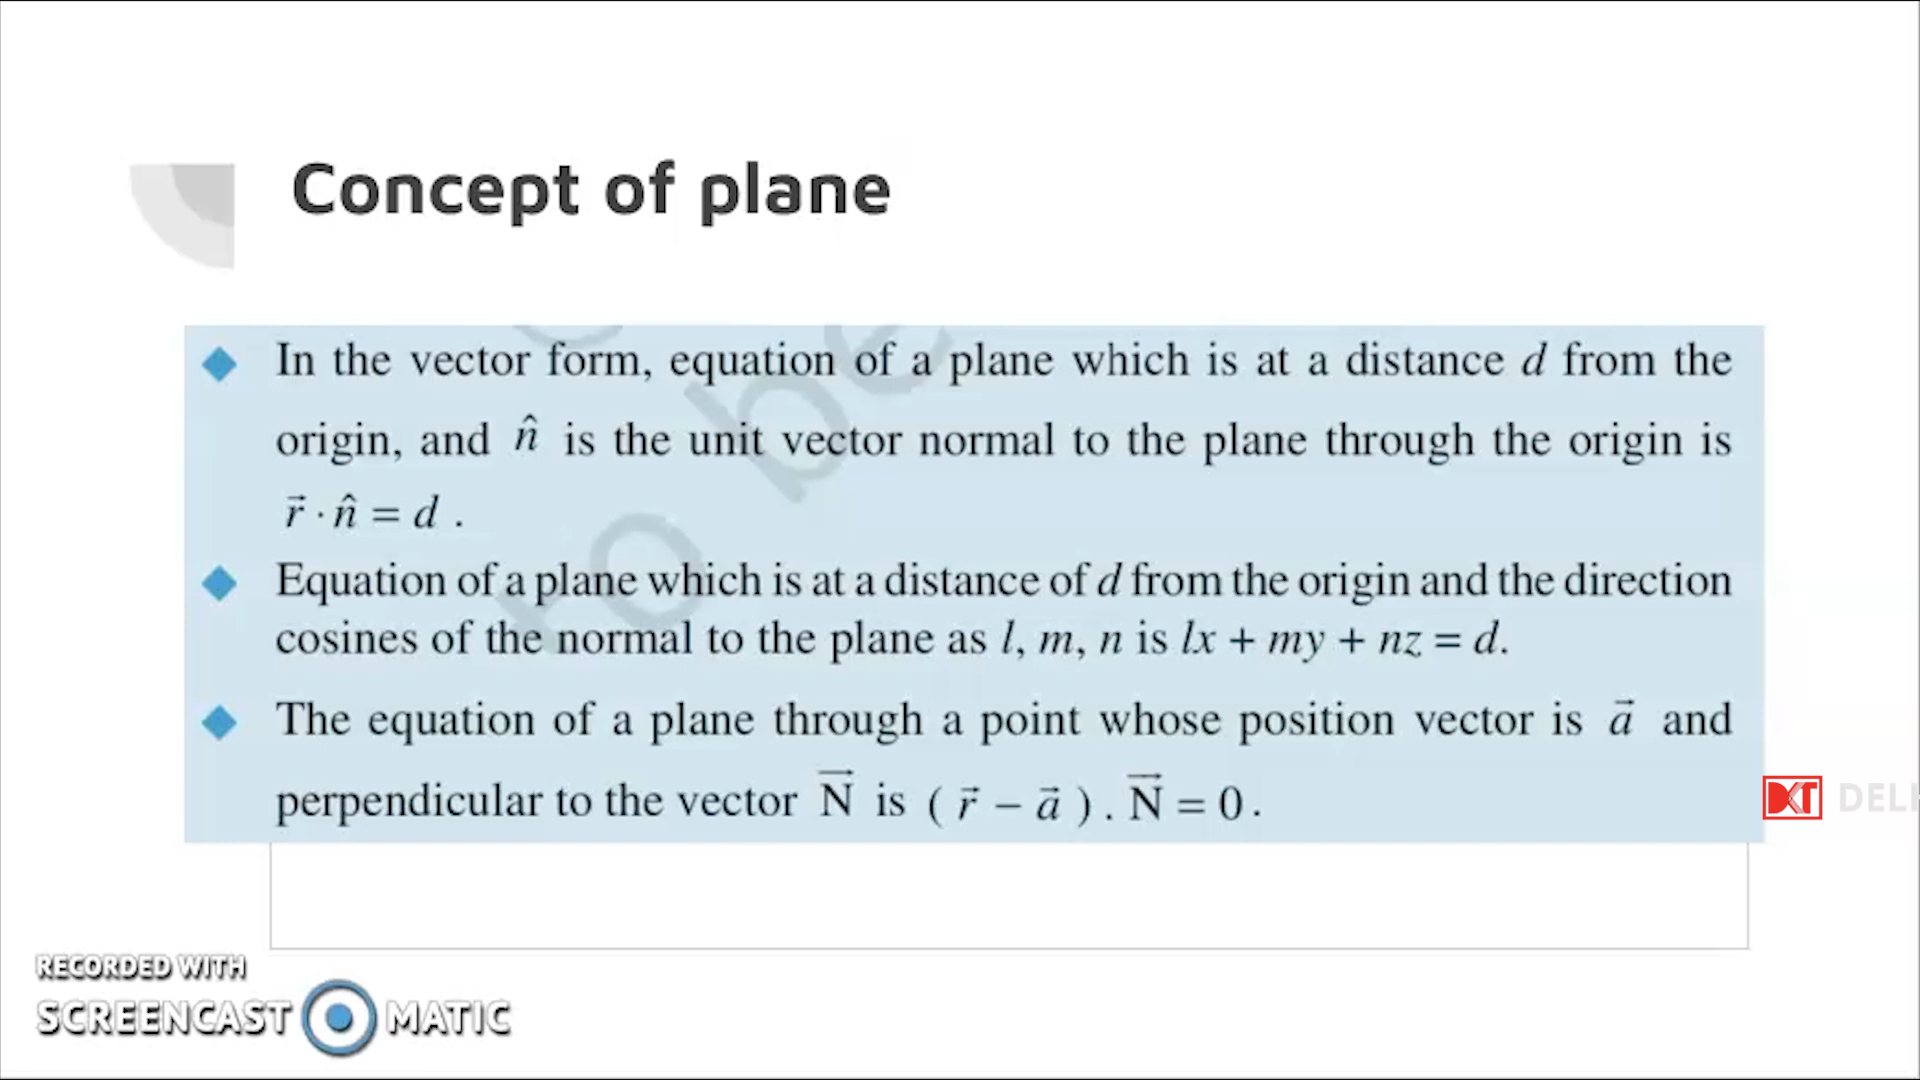 Concept of plane
In the vector form, equation of a plane which is at a distance d from the
origin, and n̂ is the unit vector normal to the plane through the origin is
r⃗ · n̂ = d .
Equation of a plane which is at a distance of d from the origin and the direction
cosines of the normal to the plane as l, m, n is lx + my + nz = d.
The equation of a plane through a point whose position vector is a⃗ and
perpendicular to the vector N⃗ is ( r⃗ − a⃗ ) . N⃗ = 0 .
to be
DELH
RECORDED WITH
SCREENCAST MATIC